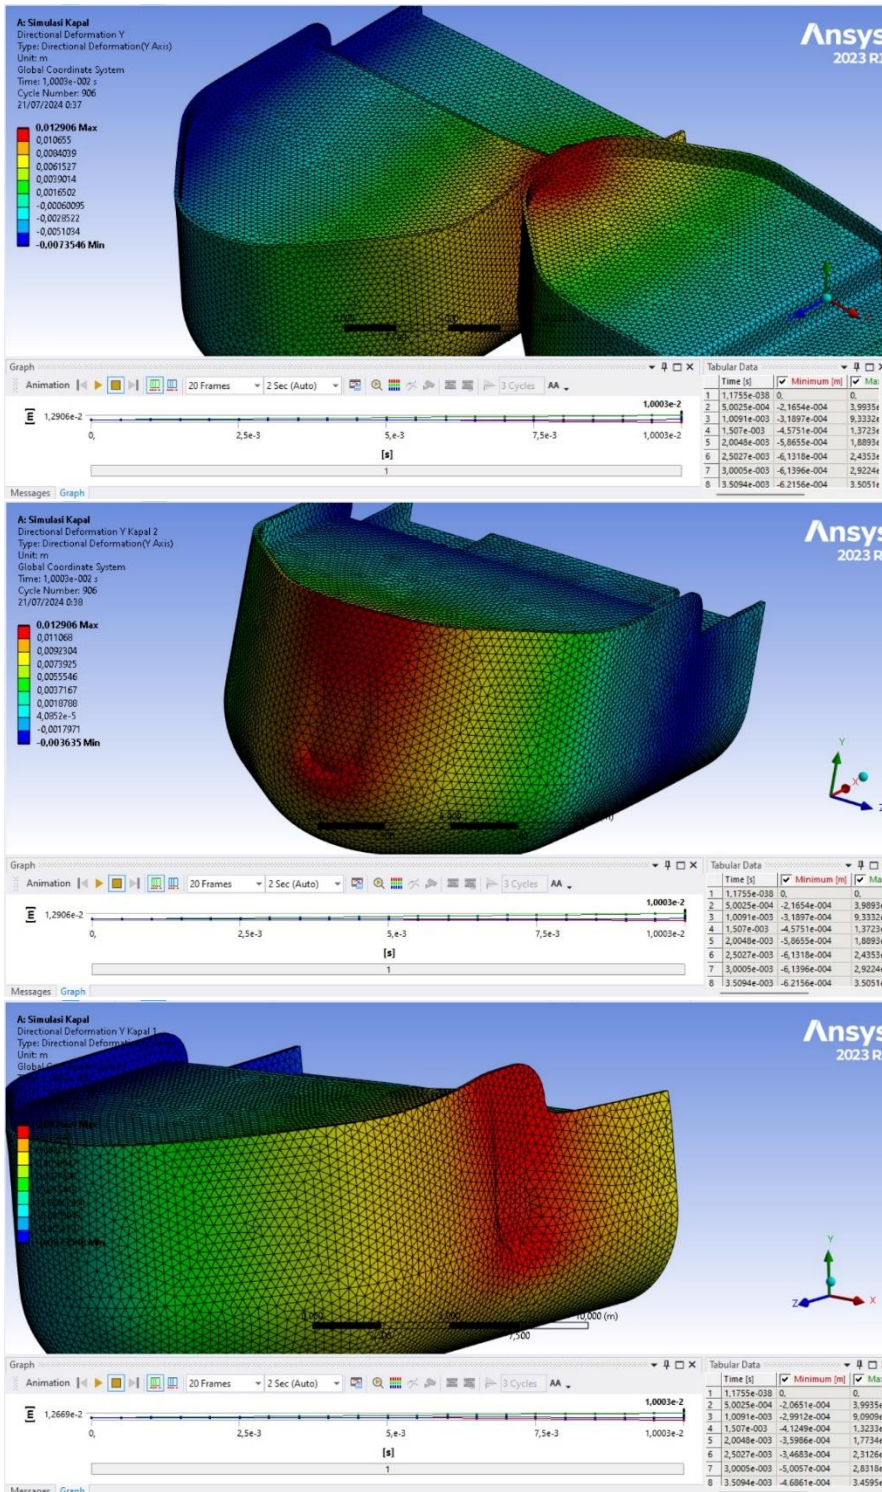 A: Simulasi Kapal
Directional Deformation Y
Type: Directional Deformation(Y Axis)
Unit: m
Global Coordinate System
Time: 1,0003e-002 s
Cycle Number: 906
21/07/2024 0:37
0,012906 Max
0,010655
0,0084039
0,0061527
0,0039014
0,0016502
-0,00060095
-0,0028522
-0,0051034
-0,0073546 Min
Ansys
2023 R
Graph
Animation
20 Frames
2 Sec (Auto)
3 Cycles
1,0003e-2
[m]
1,2906e-2
0,
2,5e-3
5,e-3
7,5e-3
1,0003e-2
[s]
1
Messages Graph
Tabular Data
Time [s] Minimum [m] Ma
1 1,1755e-038 0, 0,
2 5,0025e-004 -2,1654e-004 3,9935e
3 1,0091e-003 -3,1897e-004 9,3332e
4 1,507e-003 -4,5751e-004 1,3723e
5 2,0048e-003 -5,8655e-004 1,8893e
6 2,5027e-003 -6,1318e-004 2,4353e
7 3,0005e-003 -6,1396e-004 2,9224e
8 3,5094e-003 -6,2156e-004 3,5051e
A: Simulasi Kapal
Directional Deformation Y Kapal 2
Type: Directional Deformation(Y Axis)
Unit: m
Global Coordinate System
Time: 1,0003e-002 s
Cycle Number: 906
21/07/2024 0:38
0,012906 Max
0,011068
0,0092304
0,0073925
0,0055546
0,0037167
0,0018788
4,0852e-5
-0,0017971
-0,003635 Min
Ansys
2023 R
Y
X
Z
Graph
Animation
20 Frames
2 Sec (Auto)
3 Cycles
1,0003e-2
[m]
1,2906e-2
0,
2,5e-3
5,e-3
7,5e-3
1,0003e-2
[s]
1
Messages Graph
Tabular Data
Time [s] Minimum [m] Ma
1 1,1755e-038 0, 0,
2 5,0025e-004 -2,1654e-004 3,9893e
3 1,0091e-003 -3,1897e-004 9,3332e
4 1,507e-003 -4,5751e-004 1,3723e
5 2,0048e-003 -5,8655e-004 1,8893e
6 2,5027e-003 -6,1318e-004 2,4353e
7 3,0005e-003 -6,1396e-004 2,9224e
8 3,5094e-003 -6,2156e-004 3,5051e
A: Simulasi Kapal
Directional Deformation Y Kapal 1
Type: Directional
Unit: m
Ansys
2023 R
10,000 (m)
7,500
Y
Z
X
Graph
Animation
20 Frames
2 Sec (Auto)
3 Cycles
1,0003e-2
[m]
1,2669e-2
0,
2,5e-3
5,e-3
7,5e-3
1,0003e-2
[s]
1
Messages Graph
Tabular Data
Time [s] Minimum [m] Ma
1 1,1755e-038 0, 0,
2 5,0025e-004 -2,0651e-004 3,9935e
3 1,0091e-003 -2,9912e-004 9,0909e
4 1,507e-003 -4,1249e-004 1,3233e
5 2,0048e-003 -3,5986e-004 1,7734e
6 2,5027e-003 -3,4683e-004 2,3126e
7 3,0005e-003 -5,0057e-004 2,8318e
8 3,5094e-003 -4,6861e-004 3,4595e